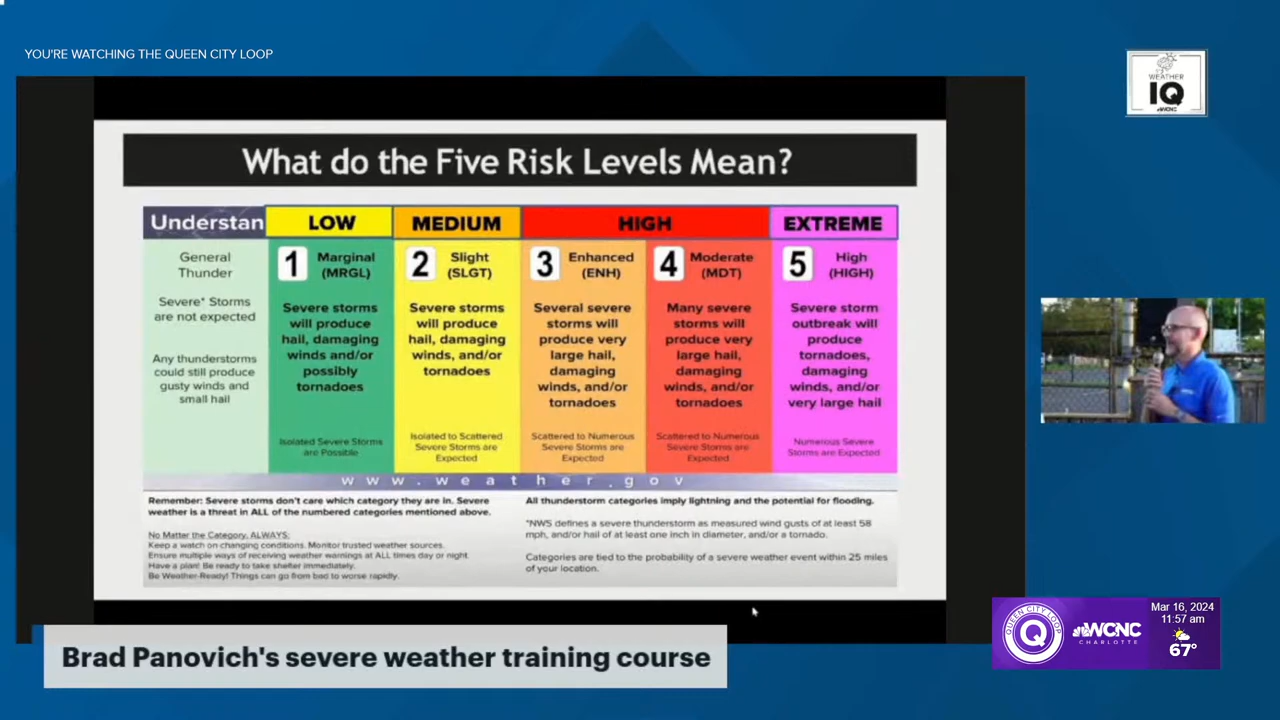 YOU'RE WATCHING THE QUEEN CITY LOOP
WEATHER
IQ
WCNC
What do the Five Risk Levels Mean?
Understan
LOW
MEDIUM
HIGH
EXTREME
General
Thunder
Severe* Storms
are not expected
Any thunderstorms
could still produce
gusty winds and
small hail
1 Marginal
(MRGL)
Severe storms
will produce
hail, damaging
winds and/or
possibly
tornadoes
Isolated Severe Storms
are Possible
2 Slight
(SLGT)
Severe storms
will produce
hail, damaging
winds, and/or
tornadoes
Isolated to Scattered
Severe Storms are
Expected
3 Enhanced
(ENH)
Several severe
storms will
produce very
large hail,
damaging
winds, and/or
tornadoes
Scattered to Numerous
Severe Storms are
Expected
4 Moderate
(MDT)
Many severe
storms will
produce very
large hail,
damaging
winds, and/or
tornadoes
Scattered to Numerous
Severe Storms are
Expected
5 High
(HIGH)
Severe storm
outbreak will
produce
tornadoes,
damaging
winds, and/or
very large hail
Numerous Severe
Storms are Expected
www.weather.gov
Remember: Severe storms don't care which category they are in. Severe
weather is a threat in ALL of the numbered categories mentioned above.
No Matter the Category, ALWAYS:
Keep a watch on changing conditions. Monitor trusted weather sources.
Ensure multiple ways of receiving weather warnings at ALL times day or night.
Have a plan! Be ready to take shelter immediately.
Be Weather-Ready! Things can go from bad to worse rapidly.
All thunderstorm categories imply lightning and the potential for flooding.
*NWS defines a severe thunderstorm as measured wind gusts of at least 58
mph, and/or hail of at least one inch in diameter, and/or a tornado.
Categories are tied to the probability of a severe weather event within 25 miles
of your location.
Brad Panovich's severe weather training course
QUEEN CITY LOOP
Q
WCNC
CHARLOTTE
Mar 16, 2024
11:57 am
67°